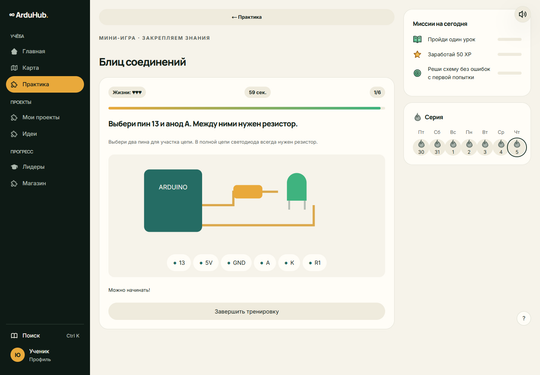 ∞ ArduHub.
УЧЁБА
Главная
Карта
Практика
ПРОЕКТЫ
Мои проекты
Идеи
ПРОГРЕСС
Лидеры
Магазин
Поиск Ctrl K
Ю
Ученик
Профиль
← Практика
МИНИ-ИГРА · ЗАКРЕПЛЯЕМ ЗНАНИЯ
Блиц соединений
Жизни: ♥♥♥
59 сек.
1/6
Выбери пин 13 и анод A. Между ними нужен резистор.
Выбери два пина для участка цепи. В полной цепи светодиода всегда нужен резистор.
ARDUINO
13 5V GND A K R1
Можно начинать!
Завершить тренировку
Миссии на сегодня
Пройди один урок
Заработай 50 XP
Реши схему без ошибок
с первой попытки
Серия
Пт Сб Вс Пн Вт Ср Чт
30 31 1 2 3 4 5
?